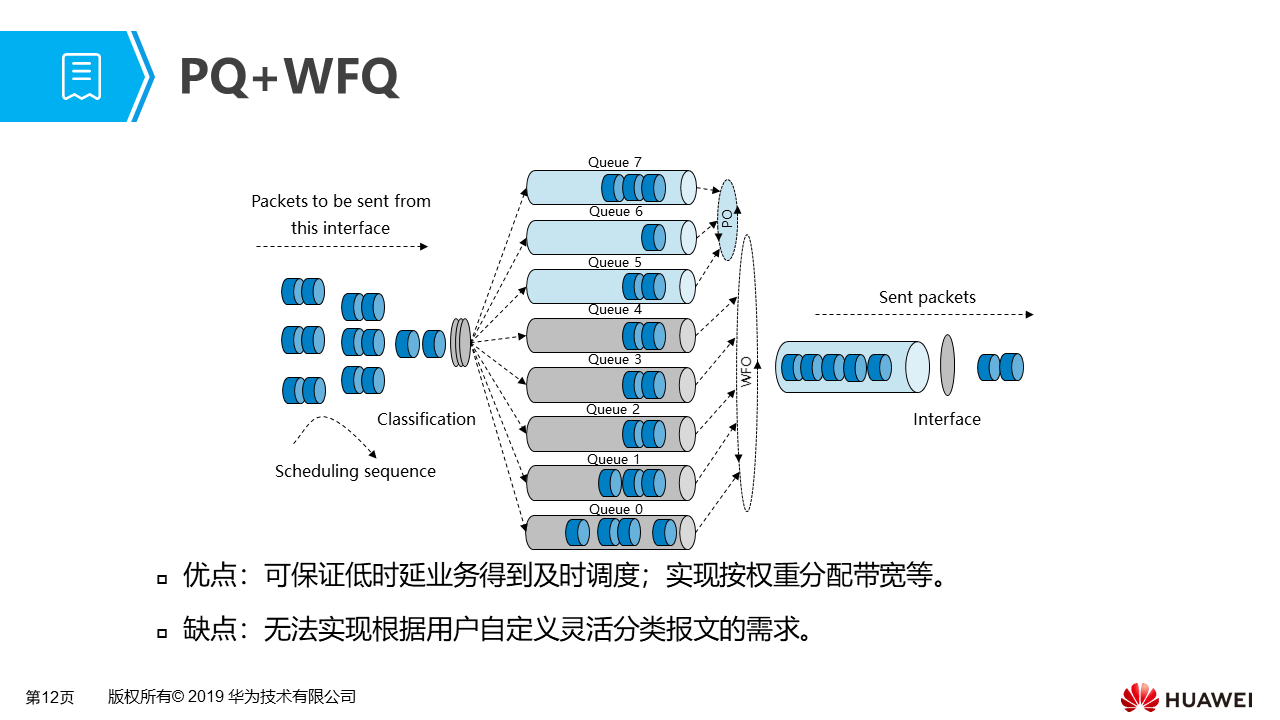 PQ+WFQ
Packets to be sent from
this interface
Scheduling sequence
Classification
Queue 7
Queue 6
Queue 5
Queue 4
Queue 3
Queue 2
Queue 1
Queue 0
PQ
WFQ
Sent packets
Interface
优点：可保证低时延业务得到及时调度；实现按权重分配带宽等。
缺点：无法实现根据用户自定义灵活分类报文的需求。
第12页
版权所有© 2019 华为技术有限公司
HUAWEI